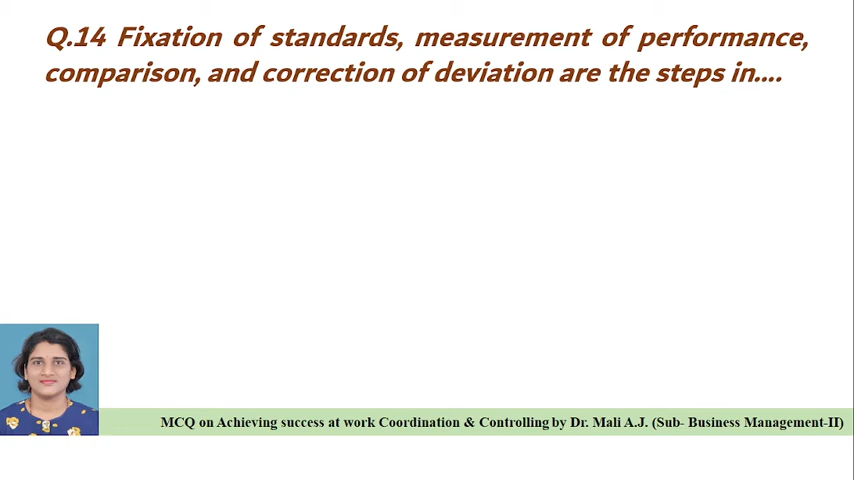 Q.14 Fixation of standards, measurement of performance,
comparison, and correction of deviation are the steps in....
MCQ on Achieving success at work Coordination & Controlling by Dr. Mali A.J. (Sub- Business Management-II)